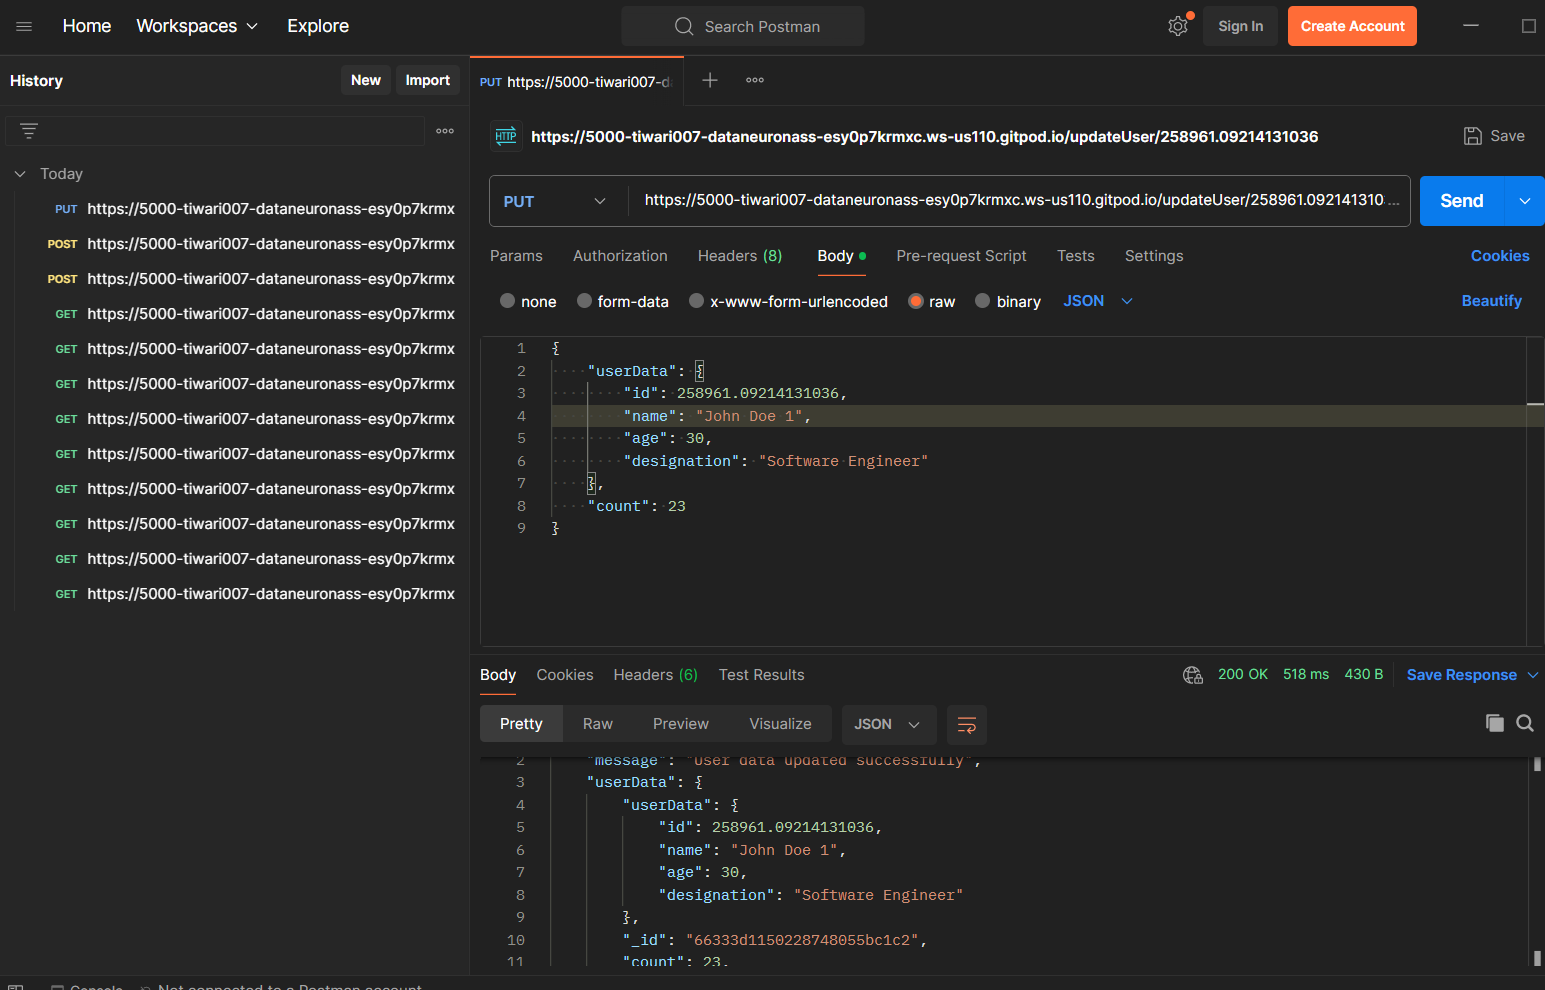 Home Workspaces Explore Search Postman Sign In Create Account
History New Import
PUT https://5000-tiwari007-d
HTTP https://5000-tiwari007-dataneuronass-esy0p7krmxc.ws-us110.gitpod.io/updateUser/258961.09214131036 Save
Today
PUT https://5000-tiwari007-dataneuronass-esy0p7krmx
POST https://5000-tiwari007-dataneuronass-esy0p7krmx
POST https://5000-tiwari007-dataneuronass-esy0p7krmx
GET https://5000-tiwari007-dataneuronass-esy0p7krmx
GET https://5000-tiwari007-dataneuronass-esy0p7krmx
GET https://5000-tiwari007-dataneuronass-esy0p7krmx
GET https://5000-tiwari007-dataneuronass-esy0p7krmx
GET https://5000-tiwari007-dataneuronass-esy0p7krmx
GET https://5000-tiwari007-dataneuronass-esy0p7krmx
GET https://5000-tiwari007-dataneuronass-esy0p7krmx
GET https://5000-tiwari007-dataneuronass-esy0p7krmx
GET https://5000-tiwari007-dataneuronass-esy0p7krmx
PUT https://5000-tiwari007-dataneuronass-esy0p7krmxc.ws-us110.gitpod.io/updateUser/258961.092141310... Send
Params Authorization Headers (8) Body Pre-request Script Tests Settings Cookies
none form-data x-www-form-urlencoded raw binary JSON Beautify
1 {
2 "userData": {
3 "id": 258961.09214131036,
4 "name": "John Doe 1",
5 "age": 30,
6 "designation": "Software Engineer"
7 },
8 "count": 23
9 }
Body Cookies Headers (6) Test Results 200 OK 518 ms 430 B Save Response
Pretty Raw Preview Visualize JSON
2 "message": "User data updated successfully",
3 "userData": {
4 "userData": {
5 "id": 258961.09214131036,
6 "name": "John Doe 1",
7 "age": 30,
8 "designation": "Software Engineer"
9 },
10 "_id": "66333d1150228748055bc1c2",
11 "count": 23,
Console Not connected to a Postman account